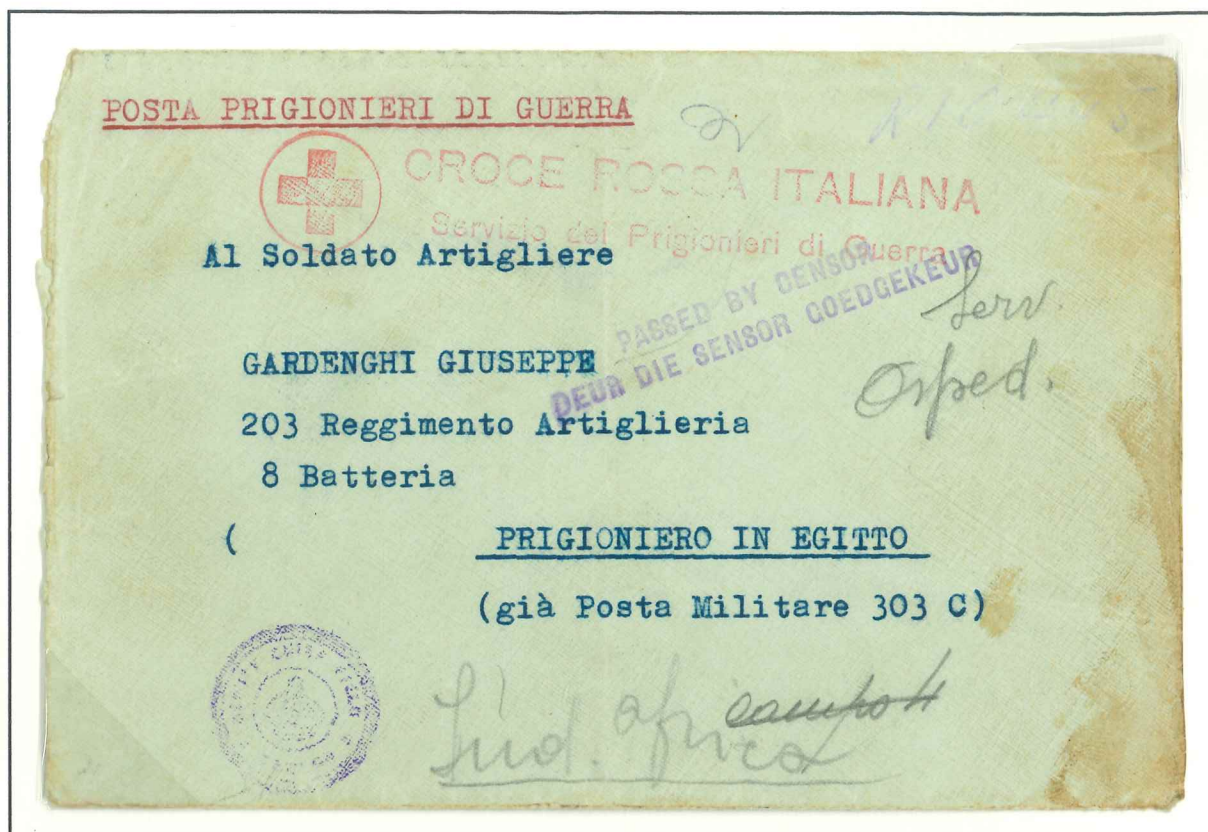 POSTA PRIGIONIERI DI GUERRA
CROCE ROSSA ITALIANA
Servizio dei Prigionieri di Guerra
Al Soldato Artigliere
PASSED BY CENSOR
DEUR DIE SENSOR GOEDGEKEUR
Serv.
Osped.
GARDENGHI GIUSEPPE
203 Reggimento Artiglieria
8 Batteria
( PRIGIONIERO IN EGITTO
(già Posta Militare 303 C)
Sud. africa
campo 4